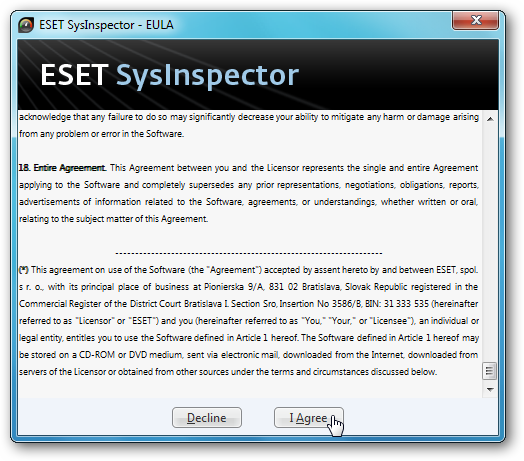 ESET SysInspector - EULA
x
ESET SysInspector
acknowledge that any failure to do so may significantly decrease your ability to mitigate any harm or damage arising
from any problem or error in the Software.
18. Entire Agreement. This Agreement between you and the Licensor represents the single and entire Agreement
applying to the Software and completely supersedes any prior representations, negotiations, obligations, reports,
advertisements of information related to the Software, agreements, or understandings, whether written or oral,
relating to the subject matter of this Agreement.
------------------------------------------------------------------
(*) This agreement on use of the Software (the "Agreement") accepted by assent hereto by and between ESET, spol.
s r. o., with its principal place of business at Pionierska 9/A, 831 02 Bratislava, Slovak Republic registered in the
Commercial Register of the District Court Bratislava I. Section Sro, Insertion No 3586/B, BIN: 31 333 535 (hereinafter
referred to as "Licensor" or "ESET") and you (hereinafter referred to as "You," "Your," or "Licensee"), an individual or
legal entity, entitles you to use the Software defined in Article 1 hereof. The Software defined in Article 1 hereof may
be stored on a CD-ROM or DVD medium, sent via electronic mail, downloaded from the Internet, downloaded from
servers of the Licensor or obtained from other sources under the terms and circumstances discussed below.
Decline
I Agree